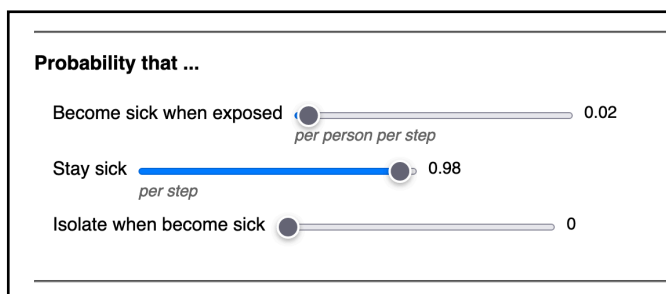 Probability that ...
Become sick when exposed 0.02
per person per step
Stay sick 0.98
per step
Isolate when become sick 0